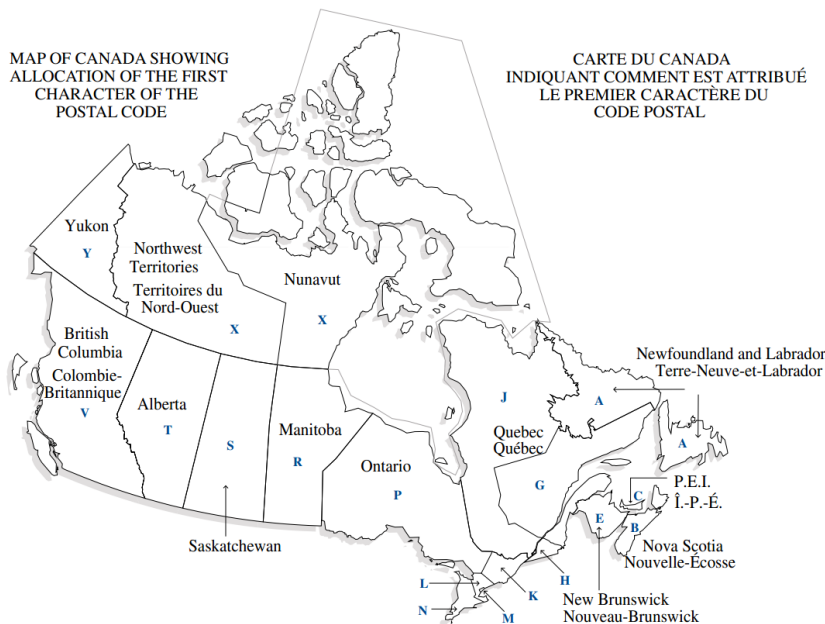 MAP OF CANADA SHOWING
ALLOCATION OF THE FIRST
CHARACTER OF THE
POSTAL CODE
CARTE DU CANADA
INDIQUANT COMMENT EST ATTRIBUÉ
LE PREMIER CARACTÈRE DU
CODE POSTAL
Yukon
Y
Northwest
Territories
Territoires du
Nord-Ouest
X
Nunavut
X
British
Columbia
Colombie-
Britannique
V
Alberta
T
S
Saskatchewan
Manitoba
R
Ontario
P
J
Quebec
Québec
G
Newfoundland and Labrador
Terre-Neuve-et-Labrador
A
A
P.E.I.
Î.-P.-É.
C
E
B
Nova Scotia
Nouvelle-Écosse
New Brunswick
Nouveau-Brunswick
H
K
L
N
M